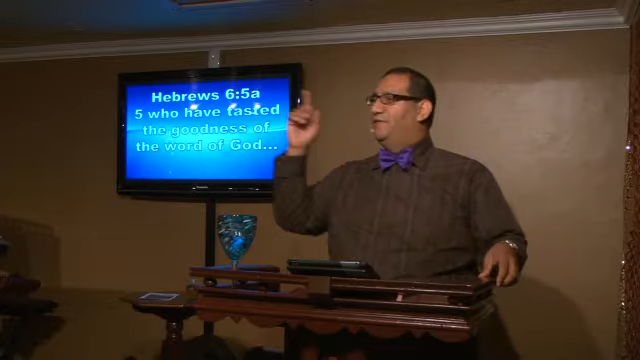 Hebrews 6:5a
5 who have tasted
the goodness of
the word of God...